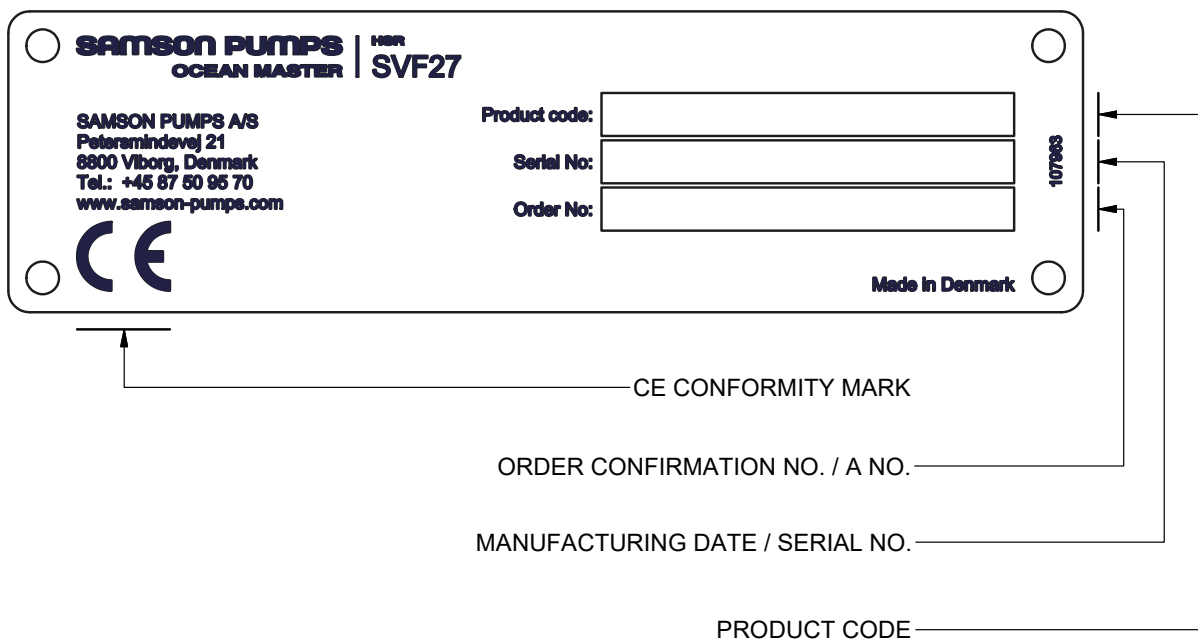 SAMSON PUMPS
OCEAN MASTER
HSR
SVF27
SAMSON PUMPS A/S
Petersmindevej 21
8800 Viborg, Denmark
Tel.: +45 87 50 95 70
www.samson-pumps.com
CE
Product code:
Serial No:
Order No:
107963
Made in Denmark
CE CONFORMITY MARK
ORDER CONFIRMATION NO. / A NO.
MANUFACTURING DATE / SERIAL NO.
PRODUCT CODE